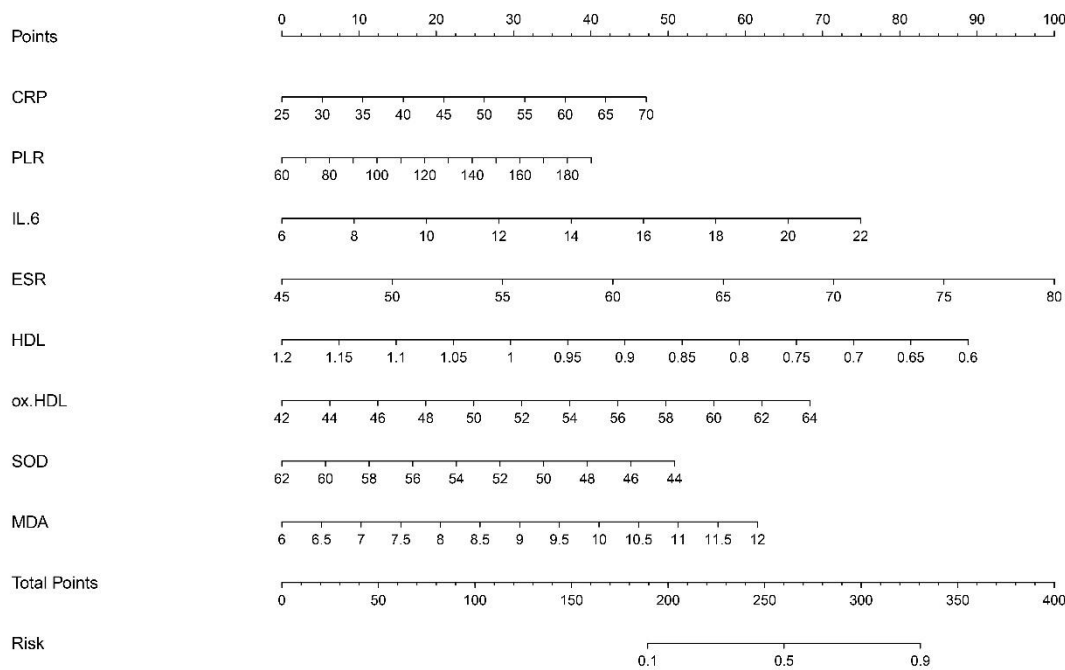 Points 0 10 20 30 40 50 60 70 80 90 100
CRP 25 30 35 40 45 50 55 60 65 70
PLR 60 80 100 120 140 160 180
IL.6 6 8 10 12 14 16 18 20 22
ESR 45 50 55 60 65 70 75 80
HDL 1.2 1.15 1.1 1.05 1 0.95 0.9 0.85 0.8 0.75 0.7 0.65 0.6
ox.HDL 42 44 46 48 50 52 54 56 58 60 62 64
SOD 62 60 58 56 54 52 50 48 46 44
MDA 6 6.5 7 7.5 8 8.5 9 9.5 10 10.5 11 11.5 12
Total Points 0 50 100 150 200 250 300 350 400
Risk 0.1 0.5 0.9